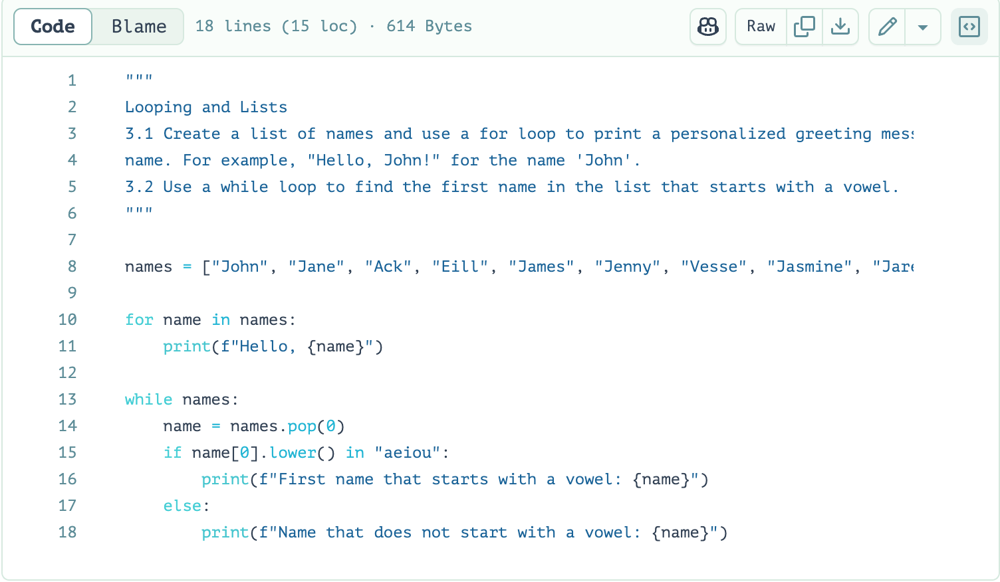 Code Blame 18 lines (15 loc) · 614 Bytes Raw
1 """
2 Looping and Lists
3 3.1 Create a list of names and use a for loop to print a personalized greeting
4 name. For example, "Hello, John!" for the name 'John'.
5 3.2 Use a while loop to find the first name in the list that starts with a vowel.
6 """
7
8 names = ["John", "Jane", "Ack", "Eill", "James", "Jenny", "Vesse", "Jasmine",
9
10 for name in names:
11     print(f"Hello, {name}")
12
13 while names:
14     name = names.pop(0)
15     if name[0].lower() in "aeiou":
16         print(f"First name that starts with a vowel: {name}")
17     else:
18         print(f"Name that does not start with a vowel: {name}")